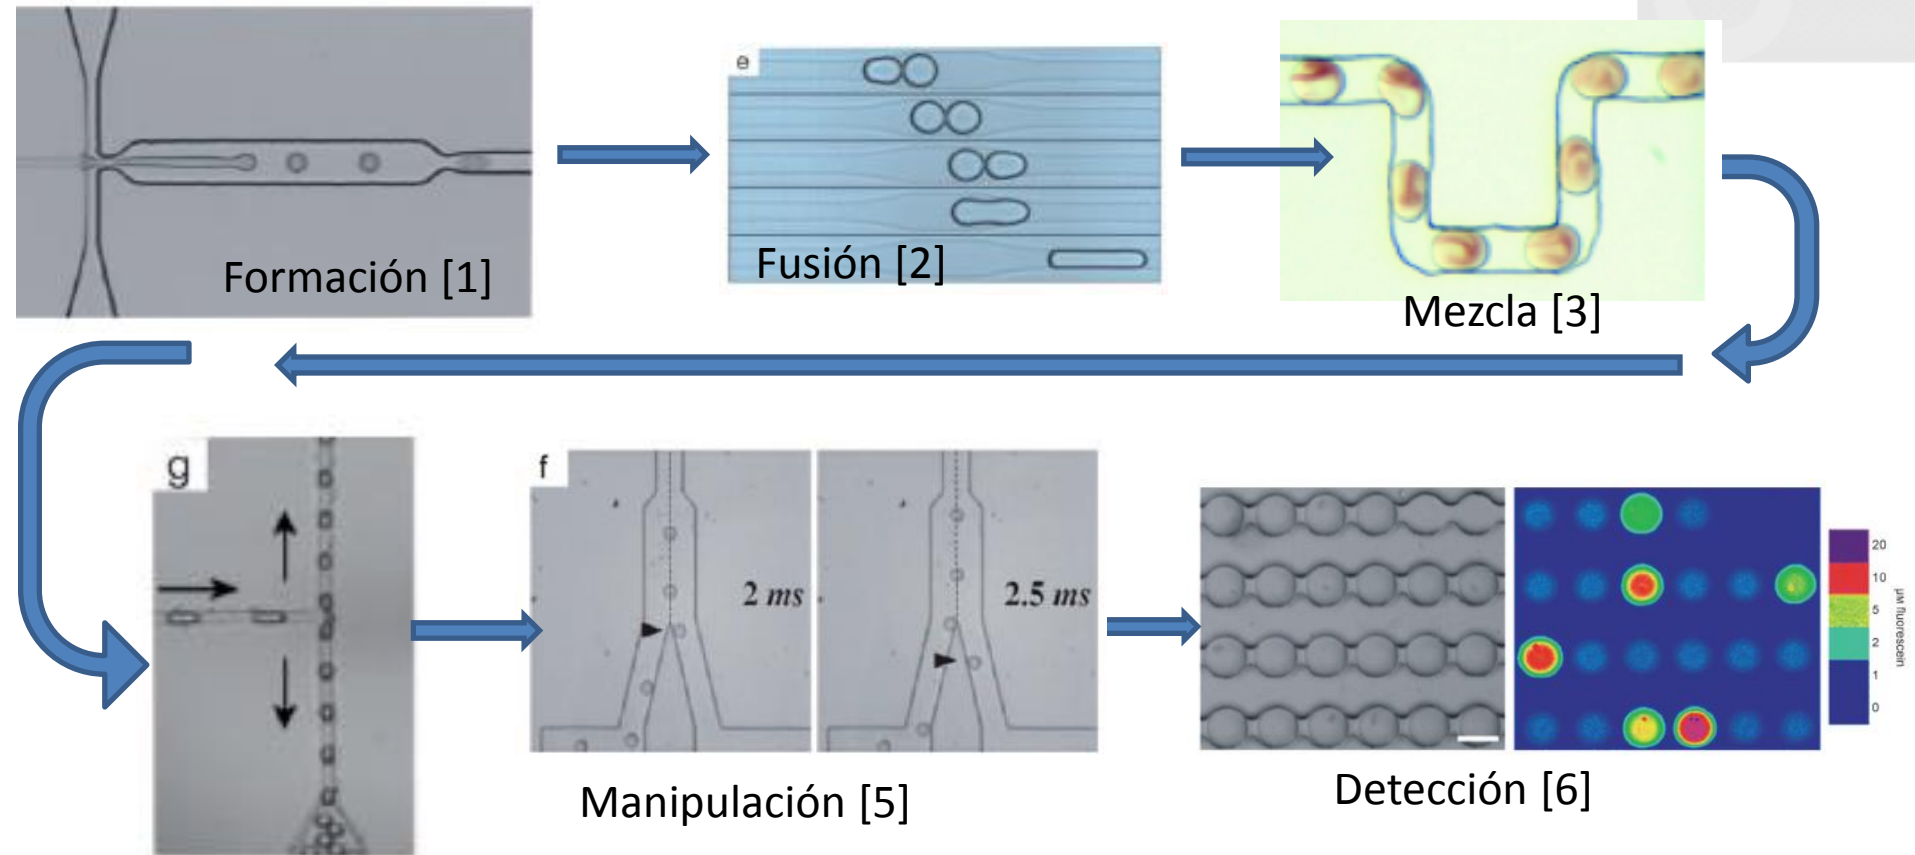 e
Formación [1]
Fusión [2]
Mezcla [3]
g
f
2 ms
2.5 ms
20
10
5
2
1
0
µM fluorescein
Manipulación [5]
Detección [6]